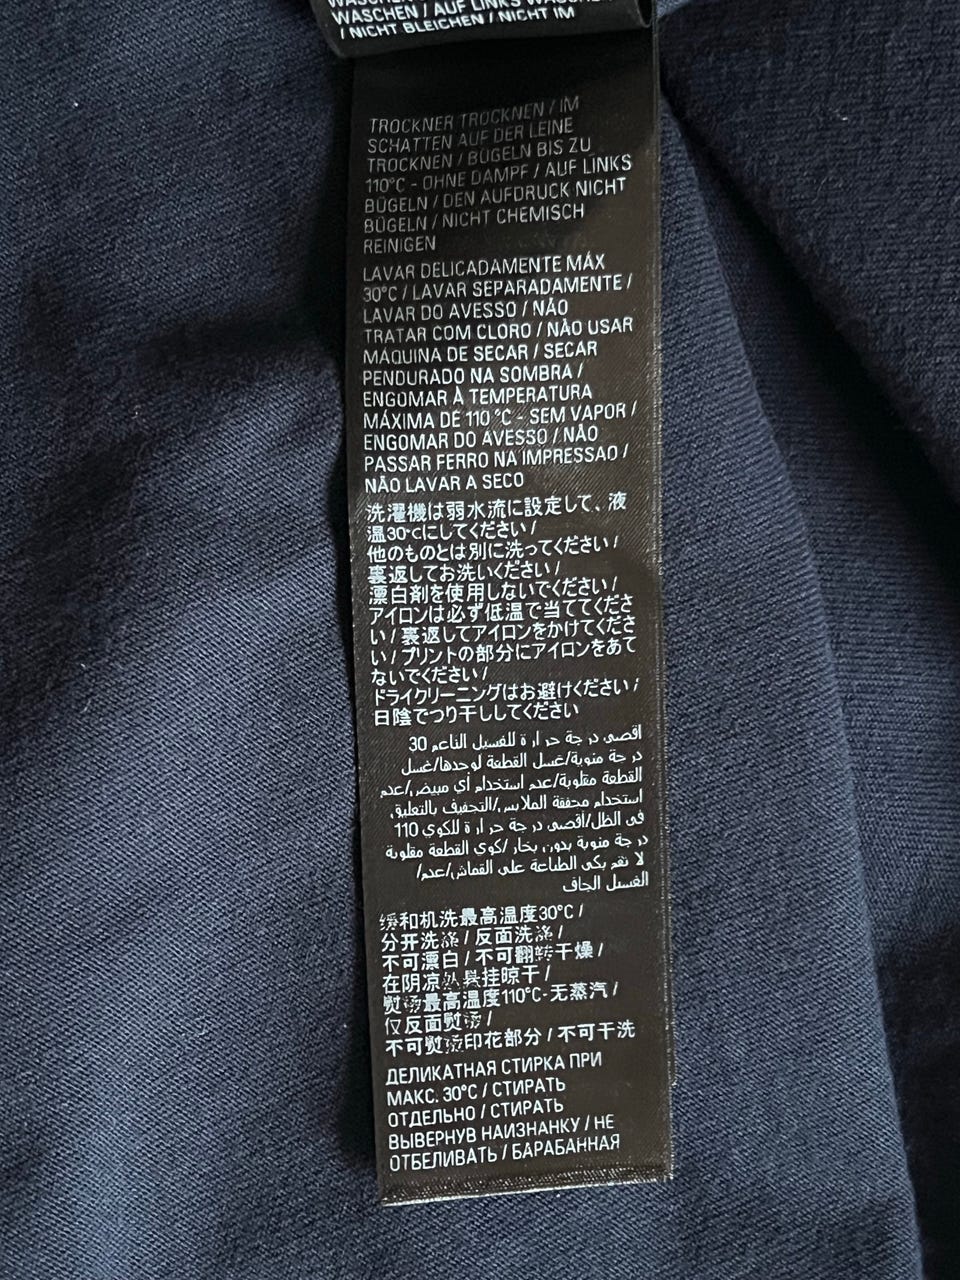 WASCHEN / AUF LINKS WASCHEN
/ NICHT BLEICHEN / NICHT IM
TROCKNER TROCKNEN / IM
SCHATTEN AUF DER LEINE
TROCKNEN / BÜGELN BIS ZU
110°C - OHNE DAMPF / AUF LINKS
BÜGELN / DEN AUFDRUCK NICHT
BÜGELN / NICHT CHEMISCH
REINIGEN
LAVAR DELICADAMENTE MÁX
30°C / LAVAR SEPARADAMENTE /
LAVAR DO AVESSO / NÃO
TRATAR COM CLORO / NÃO USAR
MÁQUINA DE SECAR / SECAR
PENDURADO NA SOMBRA /
ENGOMAR À TEMPERATURA
MÁXIMA DE 110 °C - SEM VAPOR /
ENGOMAR DO AVESSO / NÃO
PASSAR FERRO NA IMPRESSÃO /
NÃO LAVAR A SECO
洗濯機は弱水流に設定して、液
温30℃にしてください /
他のものとは別に洗ってください /
裏返してお洗いください /
漂白剤を使用しないでください /
アイロンは必ず低温で当ててくださ
い / 裏返してアイロンをかけてくださ
い / プリントの部分にアイロンをあて
ないでください /
ドライクリーニングはお避けください /
日陰でつり干ししてください
اقصى درجة حرارة للغسيل الناعم 30
درجة مئوية/غسل القطعة لوحدها/غسل
القطعة مقلوبة/عدم استخدام أي مبيض/عدم
استخدام مجففة الملابس/التجفيف بالتعليق
في الظل/أقصى درجة حرارة للكوي 110
درجة مئوية بدون بخار/كوي القطعة مقلوبة
لا تقم بكي الطباعة على القماش/عدم/
الغسيل الجاف
缓和机洗最高温度30°C /
分开洗涤 / 反面洗涤 /
不可漂白 / 不可翻转干燥 /
在阴凉处悬挂晾干 /
熨烫最高温度110°C-无蒸汽 /
仅反面熨烫 /
不可熨烫印花部分 / 不可干洗
ДЕЛИКАТНАЯ СТИРКА ПРИ
МАКС. 30°C / СТИРАТЬ
ОТДЕЛЬНО / СТИРАТЬ
ВЫВЕРНУВ НАИЗНАНКУ / НЕ
ОТБЕЛИВАТЬ / БАРАБАННАЯ